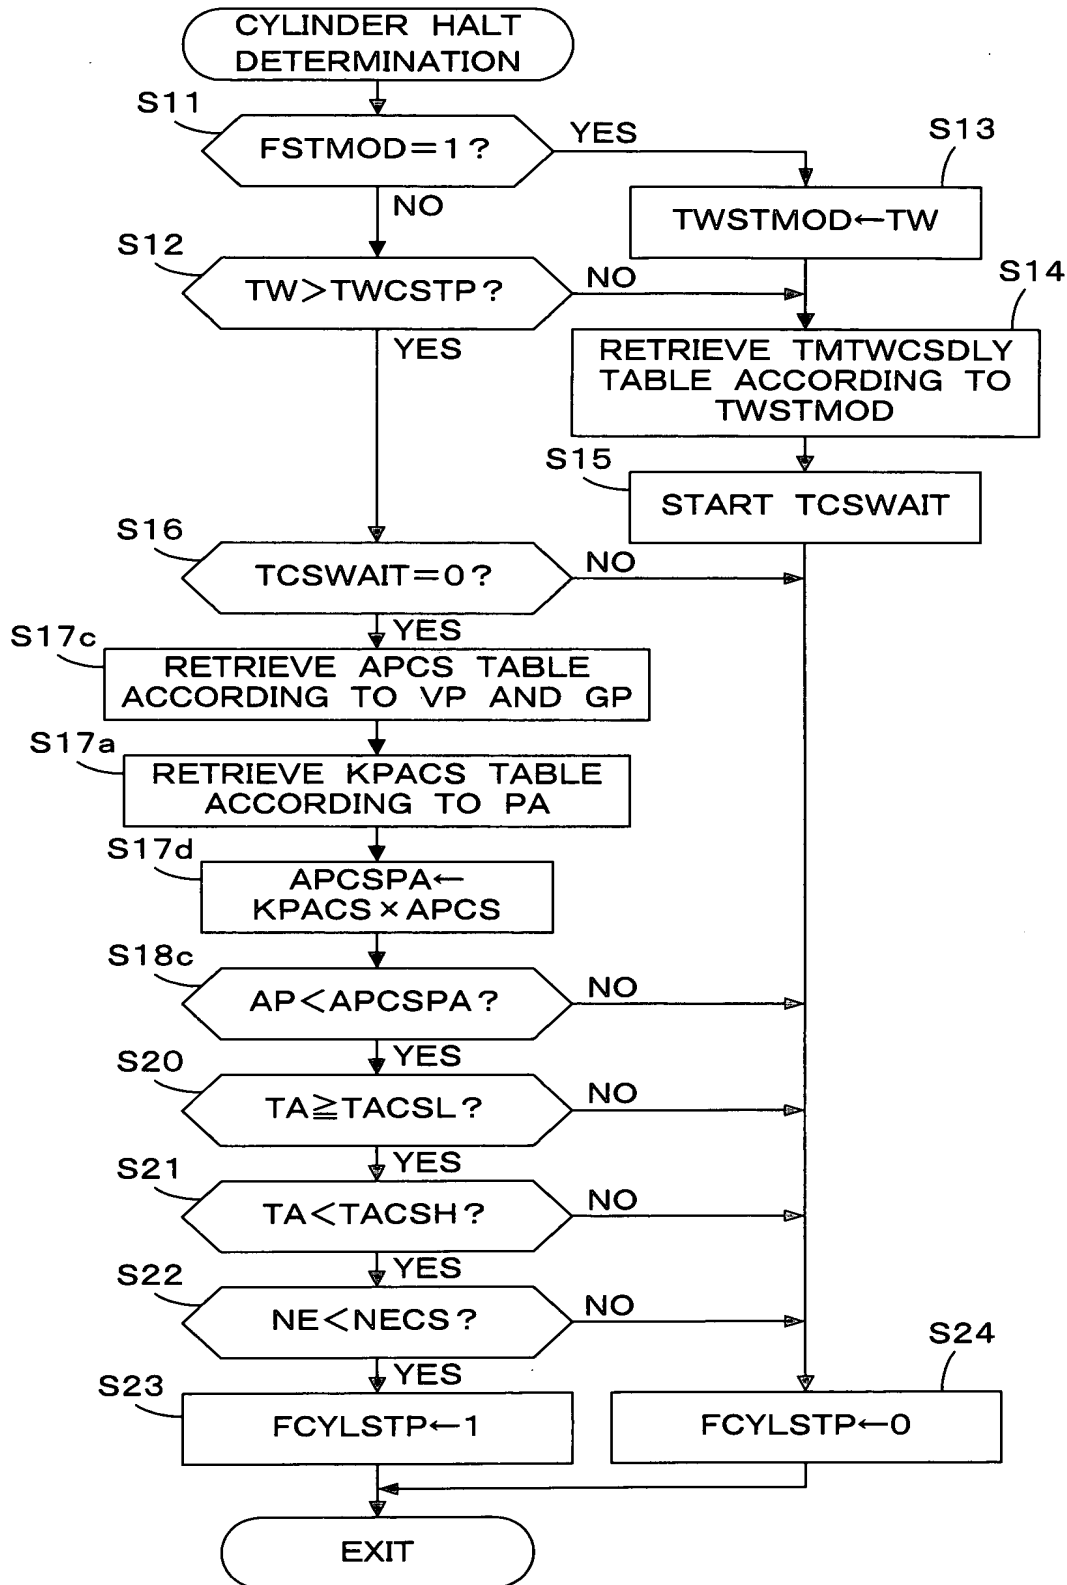 CYLINDER HALT
DETERMINATION
S11
FSTMOD=1?
YES
NO
S13
TWSTMOD←TW
S12
TW>TWCSTP?
NO
YES
S14
RETRIEVE TMTWCSDLY
TABLE ACCORDING TO
TWSTMOD
S15
START TCSWAIT
S16
TCSWAIT=0?
NO
YES
S17c
RETRIEVE APCS TABLE
ACCORDING TO VP AND GP
S17a
RETRIEVE KPACS TABLE
ACCORDING TO PA
S17d
APCSPA←
KPACS×APCS
S18c
AP<APCSPA?
NO
YES
S20
TA≧TACSL?
NO
YES
S21
TA<TACSH?
NO
YES
S22
NE<NECS?
NO
YES
S23
FCYLSTP←1
S24
FCYLSTP←0
EXIT